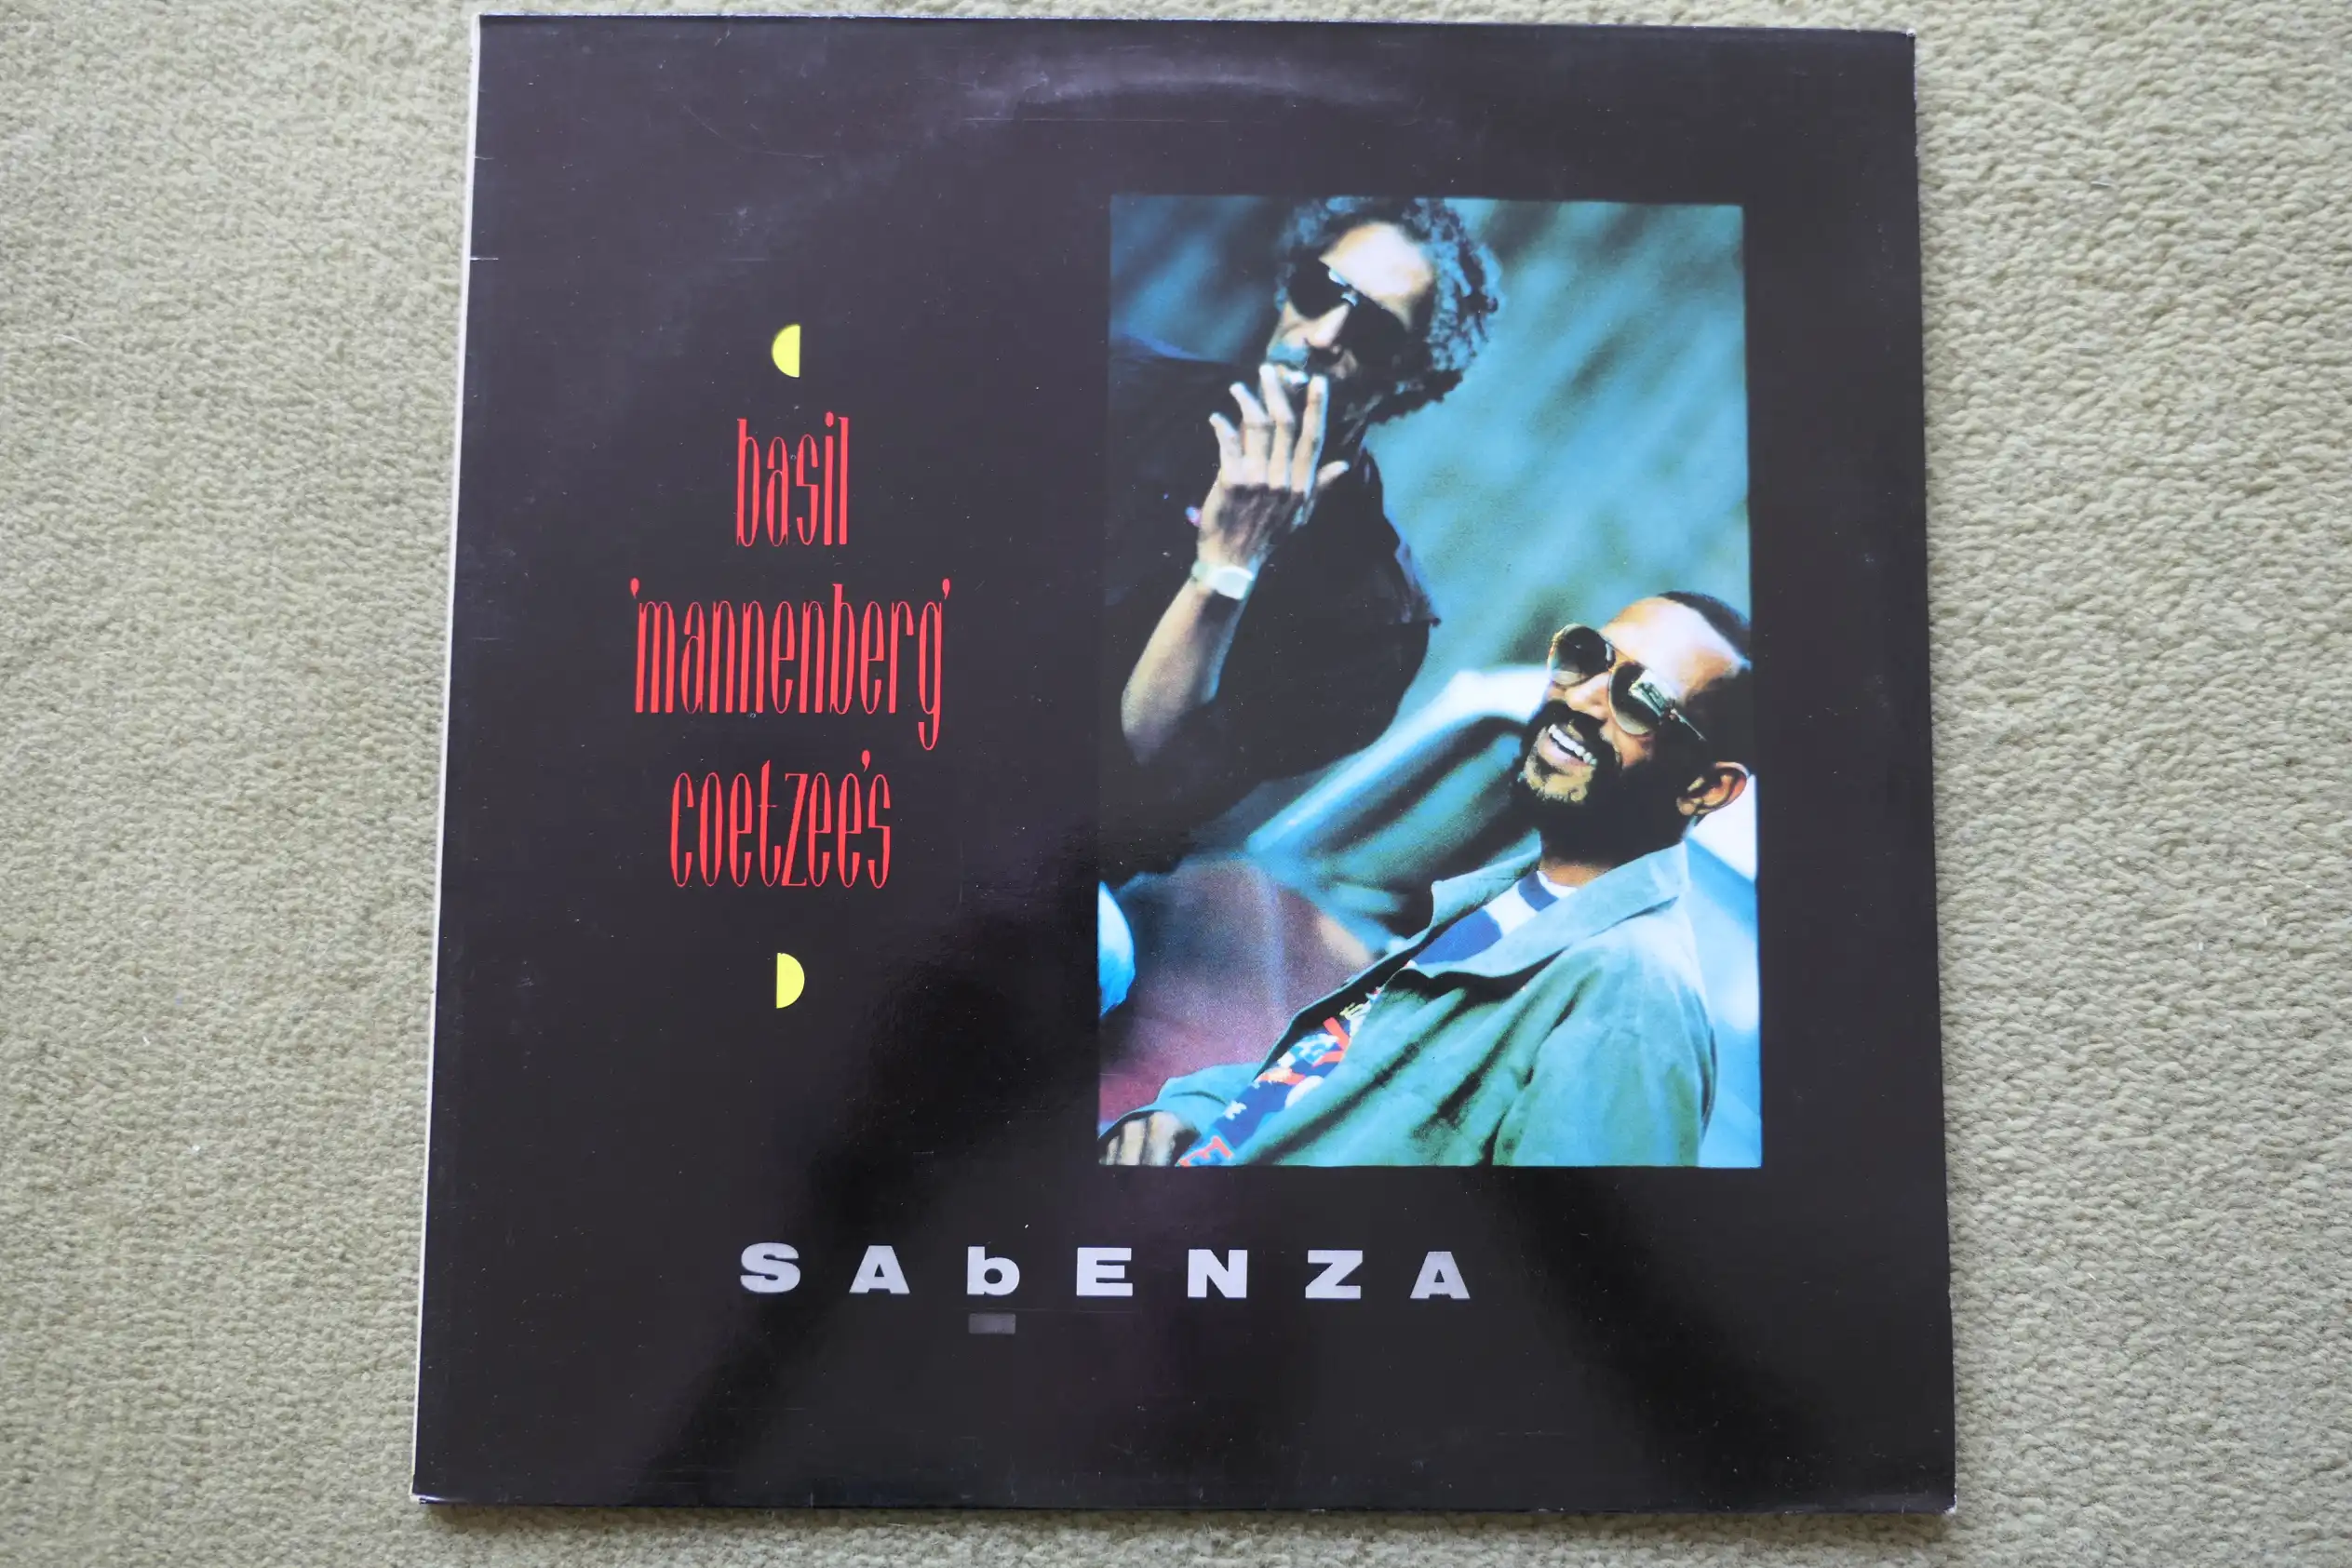 basil
'mannenberg'
coetzee's
SAbENZA